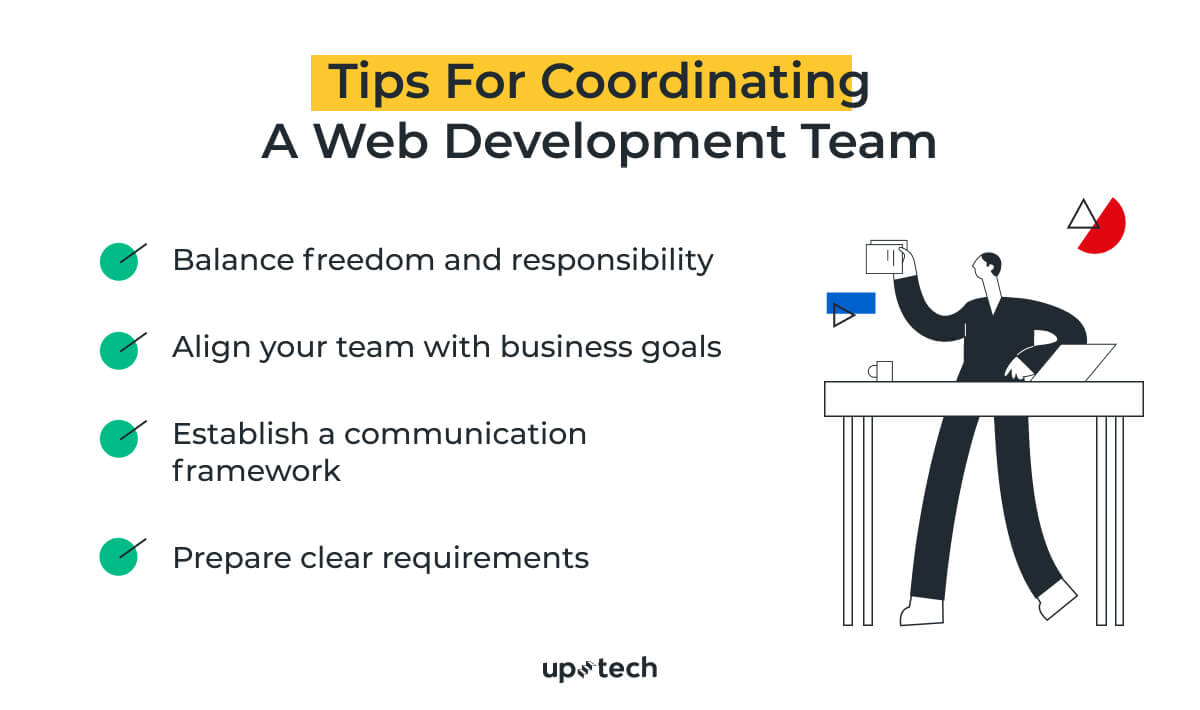 Tips For Coordinating
A Web Development Team
Balance freedom and responsibility
Align your team with business goals
Establish a communication
framework
Prepare clear requirements
upstech